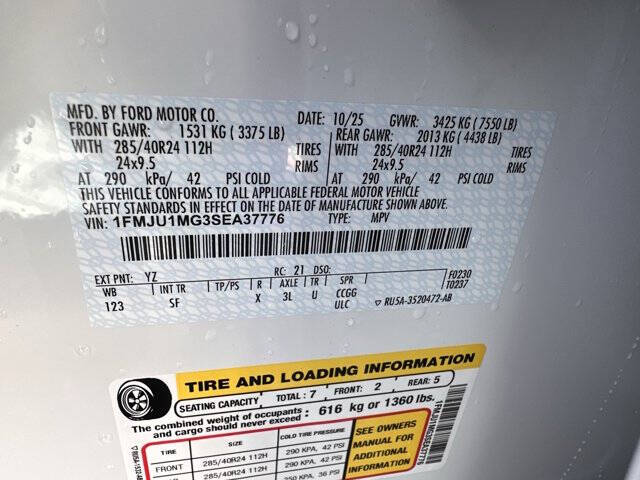 MFD. BY FORD MOTOR CO.
DATE: 10/25 GVWR: 3425 KG ( 7550 LB)
FRONT GAWR: 1531 KG ( 3375 LB) REAR GAWR: 2013 KG ( 4438 LB)
WITH 285/40R24 112H TIRES WITH 285/40R24 112H TIRES
24x9.5 RIMS 24x9.5 RIMS
AT 290 kPa/ 42 PSI COLD AT 290 kPa/ 42 PSI COLD
THIS VEHICLE CONFORMS TO ALL APPLICABLE FEDERAL MOTOR VEHICLE
SAFETY STANDARDS IN EFFECT ON THE DATE OF MANUFACTURE SHOWN ABOVE.
VIN: 1FMJU1MG3SEA37776 TYPE: MPV
EXT PNT: YZ RC: 21 DSO: F0230
T0237
WB INT TR TP/PS R AXLE TR SPR
123 SF X 3L U CCGG
ULC ▽ RU5A-3520472-AB
TIRE AND LOADING INFORMATION
SEATING CAPACITY TOTAL: 7 FRONT: 2 REAR: 5
The combined weight of occupants and cargo should never exceed : 616 kg or 1360 lbs.
TIRE SIZE COLD TIRE PRESSURE
FRONT 285/40R24 112H 290 KPA, 42 PSI
285/40R24 112H 290 KPA, 42 PSI
350 KPA, 36 PSI
SEE OWNERS
MANUAL FOR
ADDITIONAL
INFORMATION